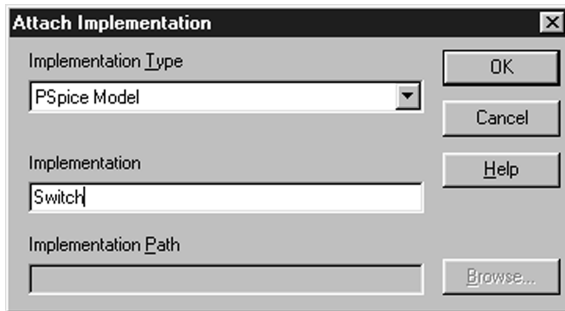 Attach Implementation
Implementation Type
PSpice Model
Implementation
Switch
Implementation Path
OK
Cancel
Help
Browse...